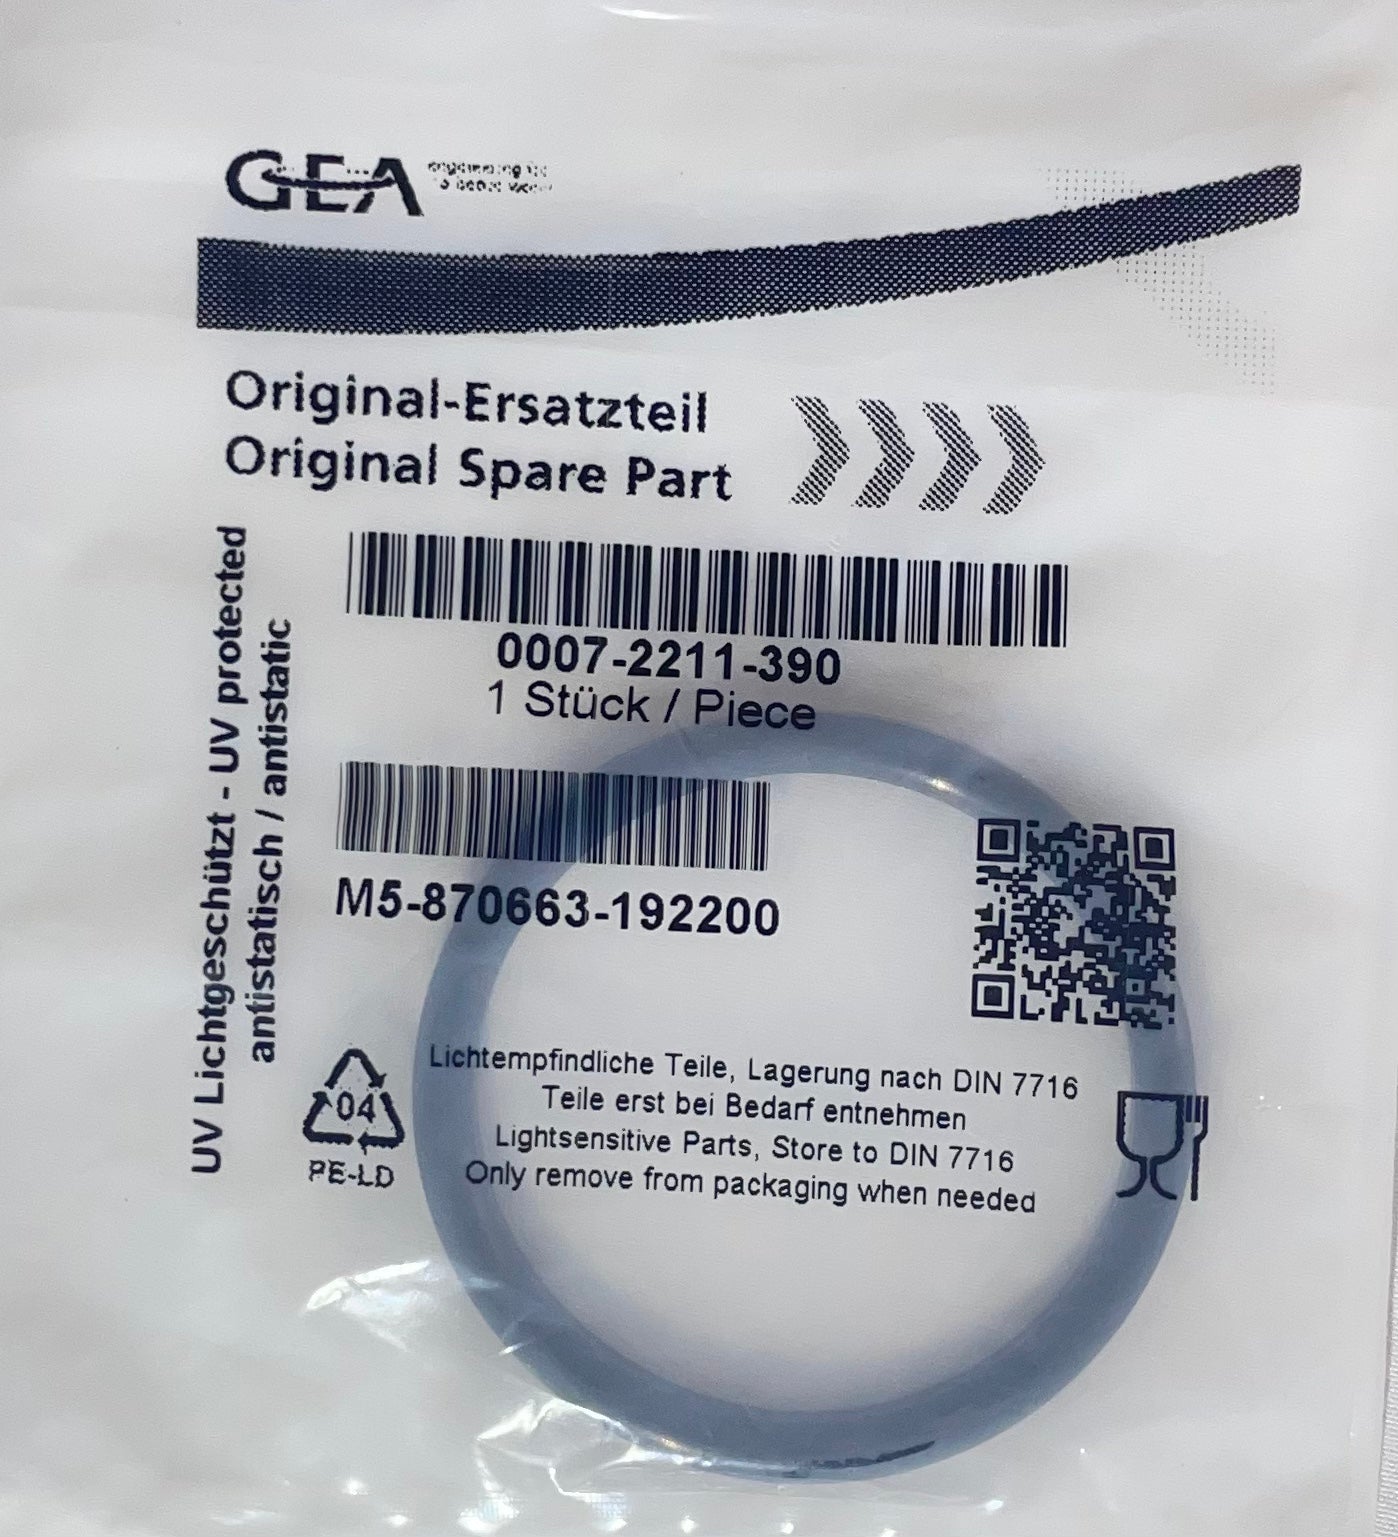 GEA
Original-Ersatzteil
Original Spare Part
UV Lichtgeschützt - UV protected
antistatisch / antistatic
0007-2211-390
1 Stück / Piece
M5-870663-192200
Lichtempfindliche Teile, Lagerung nach DIN 7716
Teile erst bei Bedarf entnehmen
Lightsensitive Parts, Store to DIN 7716
Only remove from packaging when needed
04
PE-LD